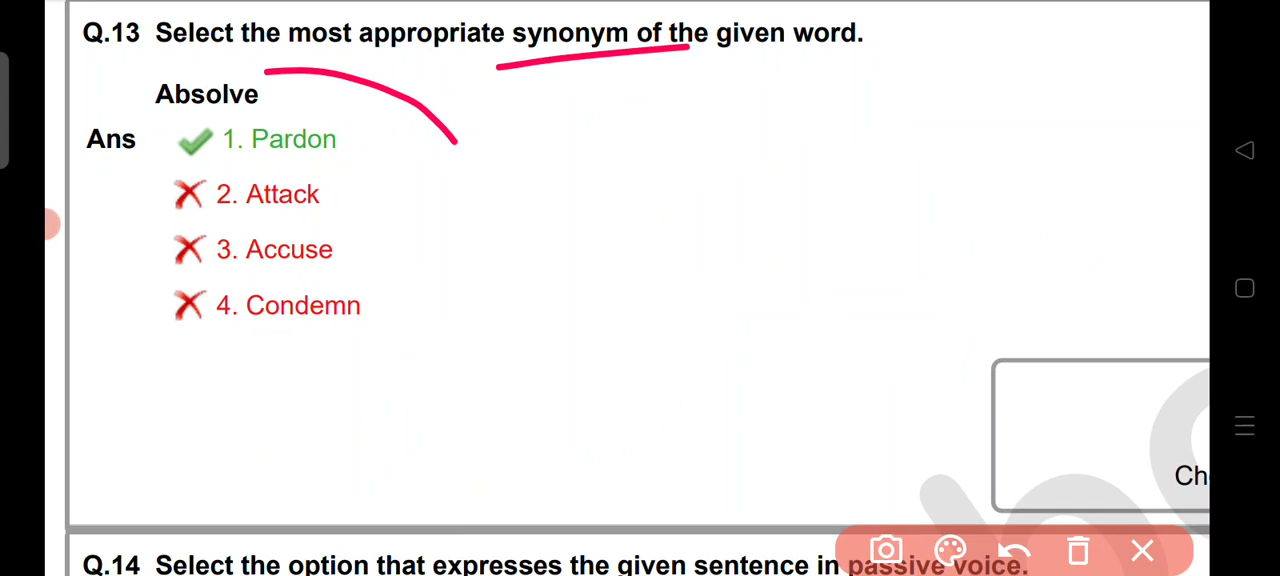 Q.13 Select the most appropriate synonym of the given word.
Absolve
Ans 1. Pardon
2. Attack
3. Accuse
4. Condemn
Ch
Q.14 Select the option that expresses the given sentence in passive voice.